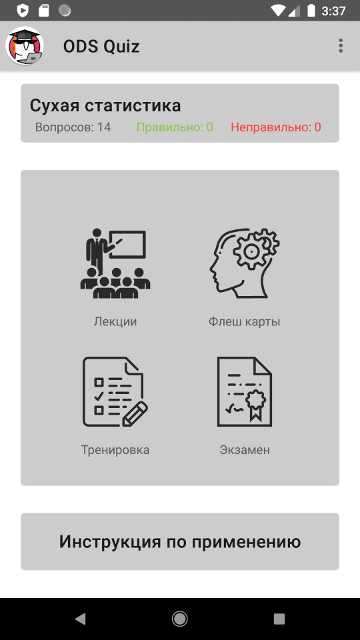 3:37
ODS Quiz
Сухая статистика
Вопросов: 14 Правильно: 0 Неправильно: 0
Лекции Флеш карты
Тренировка Экзамен
Инструкция по применению